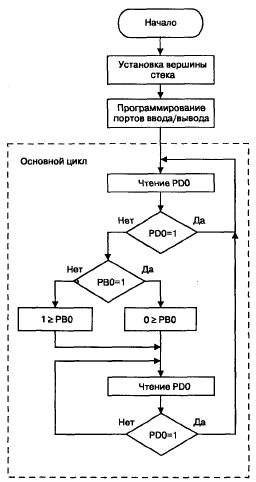 Начало
Установка вершины
стека
Программирование
портов ввода/вывода
Основной цикл
Чтение PD0
Нет
PD0=1
Да
Нет
PB0=1
Да
1 ≥ PB0
0 ≥ PB0
Чтение PD0
Нет
PD0=1
Да